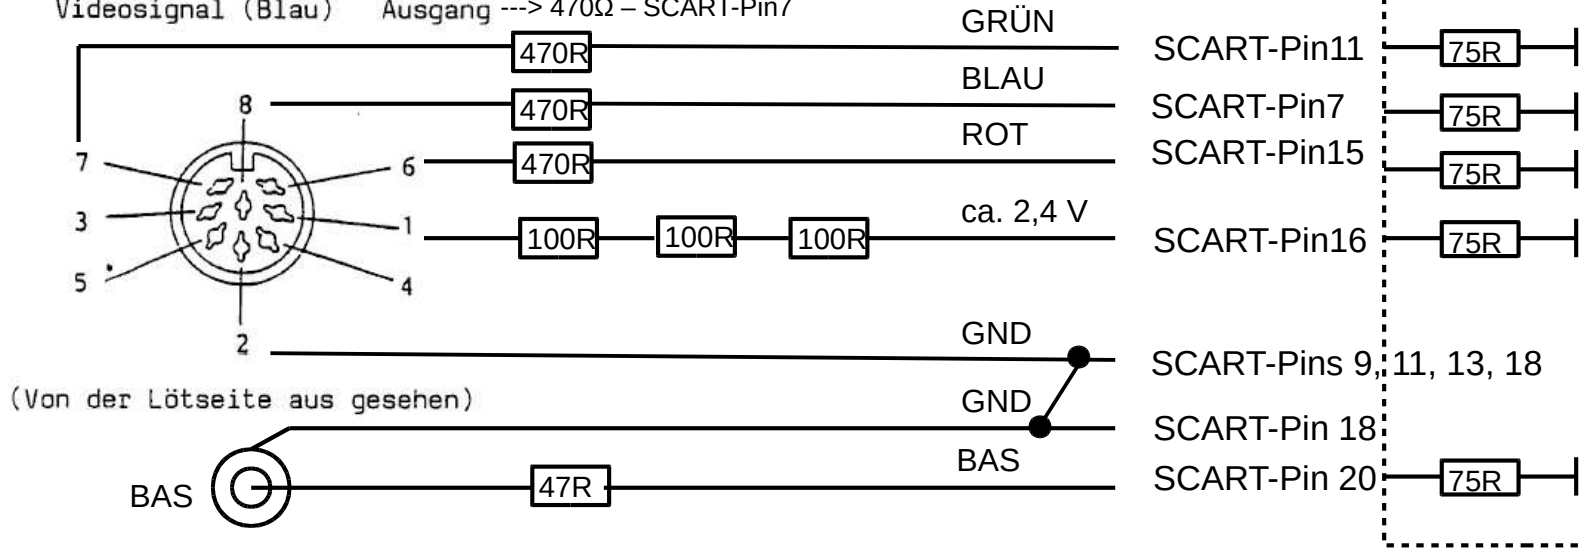 Videosignal (Blau) Ausgang ---> 470Ω – SCART-Pin7
GRÜN
470R
SCART-Pin11
75R
BLAU
8
470R
SCART-Pin7
75R
ROT
7
6
470R
SCART-Pin15
75R
3
1
ca. 2,4 V
100R
100R
100R
SCART-Pin16
75R
5
4
2
GND
SCART-Pins 9, 11, 13, 18
(Von der Lötseite aus gesehen)
GND
SCART-Pin 18
BAS
BAS
47R
SCART-Pin 20
75R